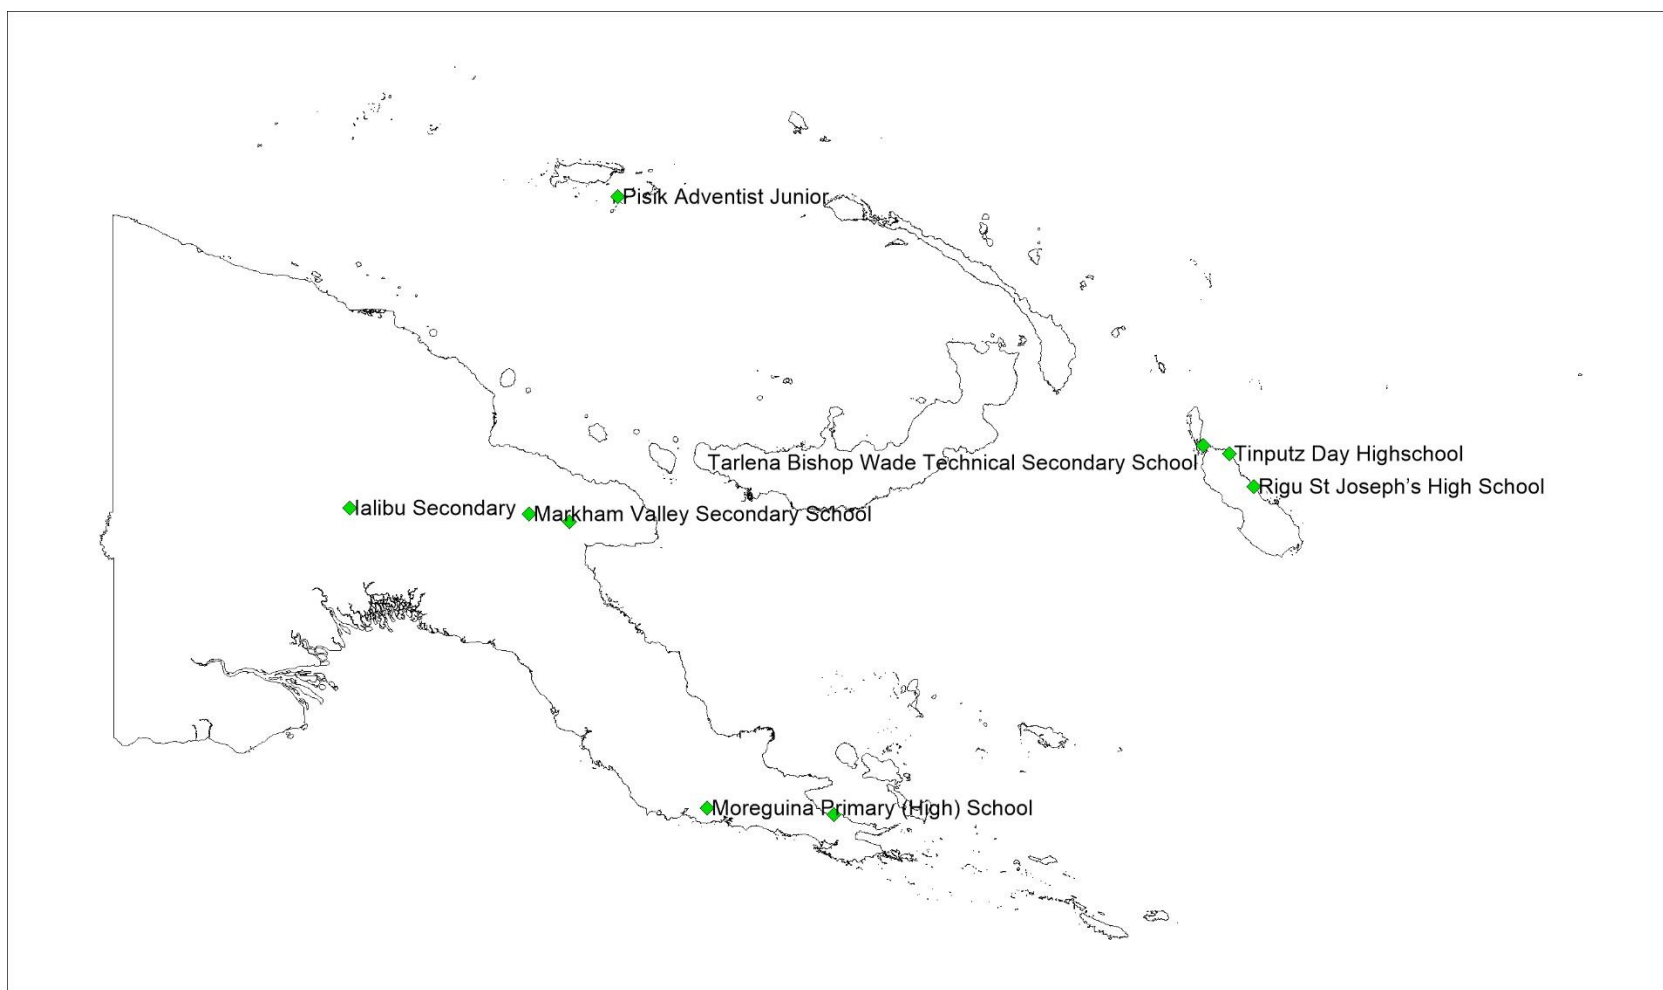 Pisik Adventist Junior
Tarlena Bishop Wade Technical Secondary School
Tinputz Day Highschool
Rigu St Joseph’s High School
Ialibu Secondary
Markham Valley Secondary School
Moreguina Primary (High) School